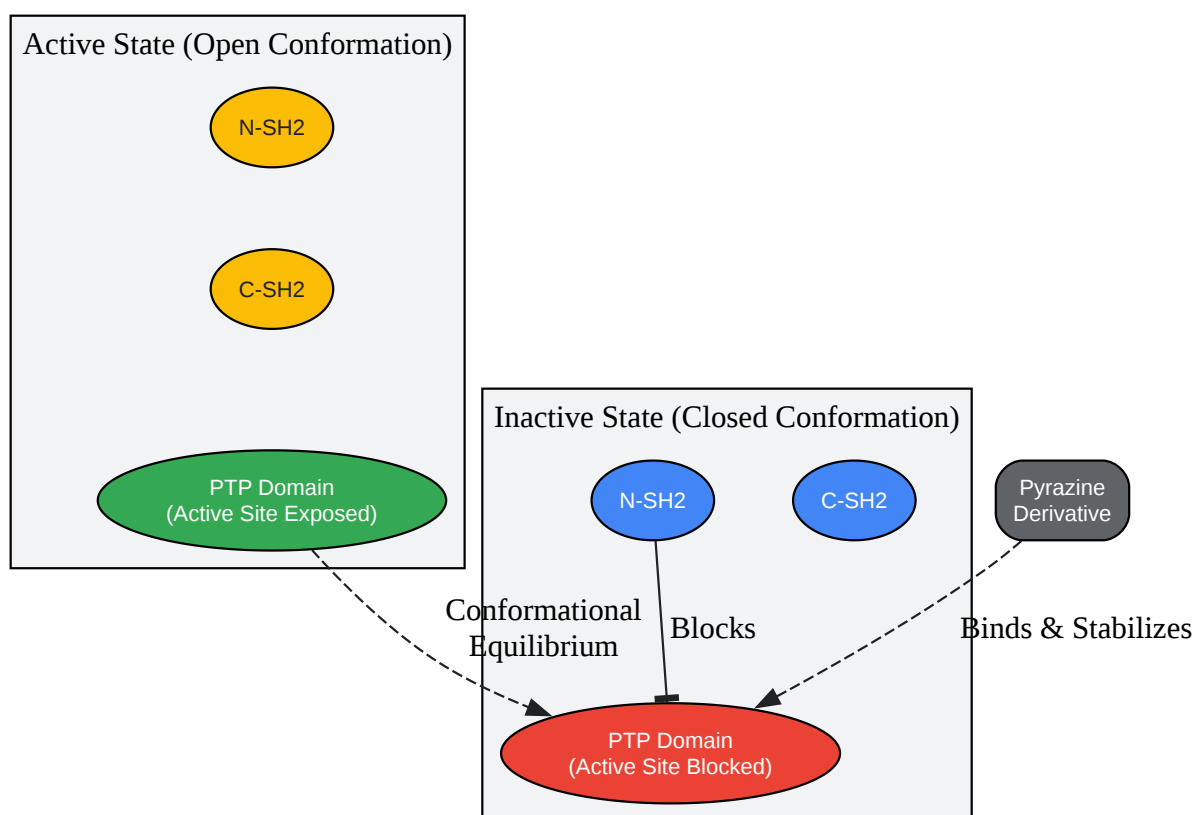 Active State (Open Conformation)
N-SH2
C-SH2
PTP Domain
(Active Site Exposed)
Inactive State (Closed Conformation)
N-SH2
C-SH2
Pyrazine
Derivative
Conformational
Equilibrium
Blocks
Binds & Stabilizes
PTP Domain
(Active Site Blocked)